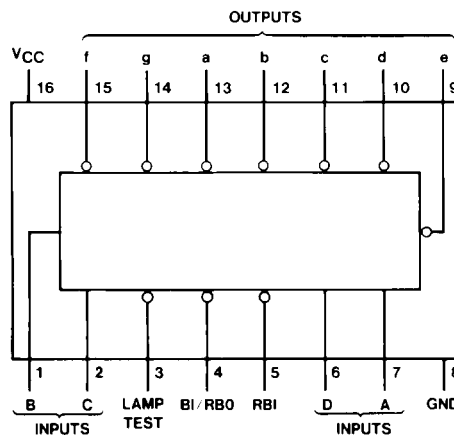 OUTPUTS
VCC f g a b c d e
16 15 14 13 12 11 10 9
1 2 3 4 5 6 7 8
B C LAMP TEST BI/RBO RBI D A GND
INPUTS INPUTS